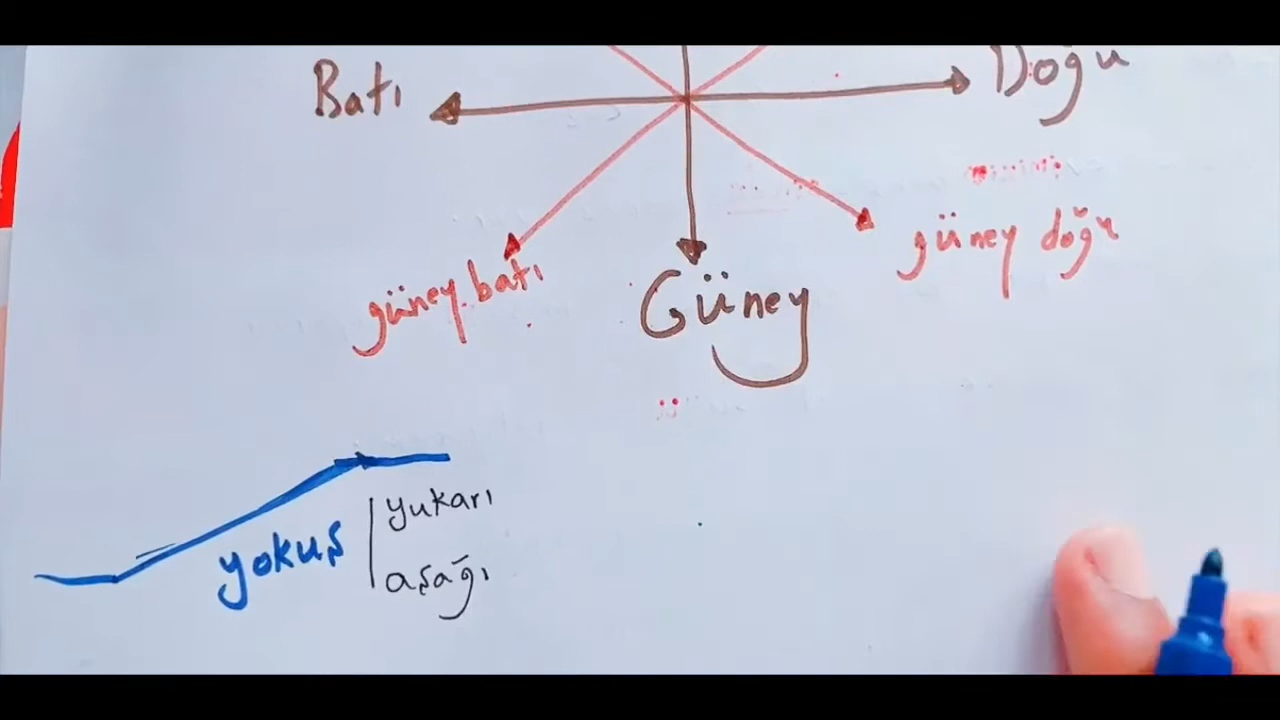 Batı
Doğu
güney batı
Güney
güney doğu
yokuş
yukarı
aşağı